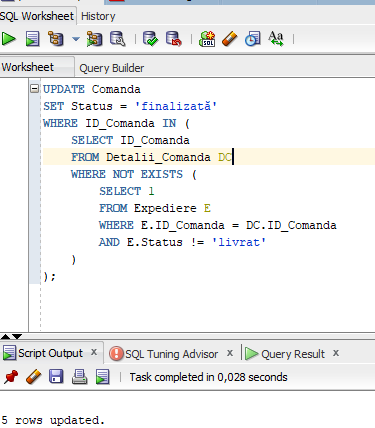 SQL Worksheet History
Aa
SQL
Worksheet Query Builder
UPDATE Comanda
SET Status = 'finalizată'
WHERE ID_Comanda IN (
SELECT ID_Comanda
FROM Detalii_Comanda DC
WHERE NOT EXISTS (
SELECT 1
FROM Expediere E
WHERE E.ID_Comanda = DC.ID_Comanda
AND E.Status != 'livrat'
)
);
Script Output x SQL Tuning Advisor x Query Result x
Task completed in 0,028 seconds
5 rows updated.